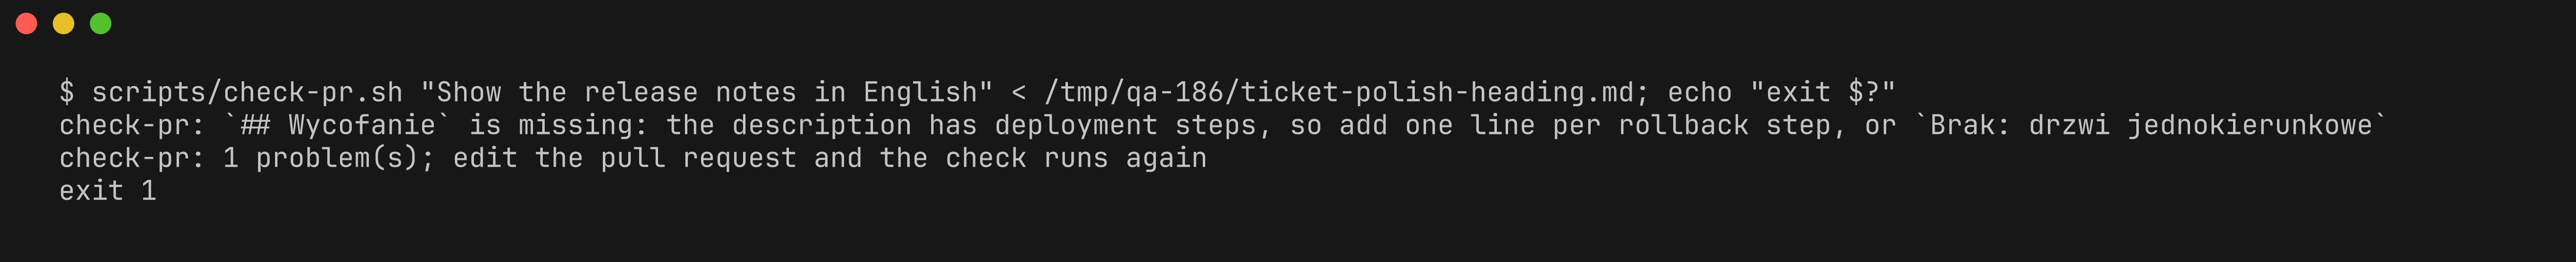 $ scripts/check-pr.sh "Show the release notes in English" < /tmp/qa-186/ticket-polish-heading.md; echo "exit $?"
check-pr: `## Wycofanie` is missing: the description has deployment steps, so add one line per rollback step, or `Brak: drzwi jednokierunkowe`
check-pr: 1 problem(s); edit the pull request and the check runs again
exit 1